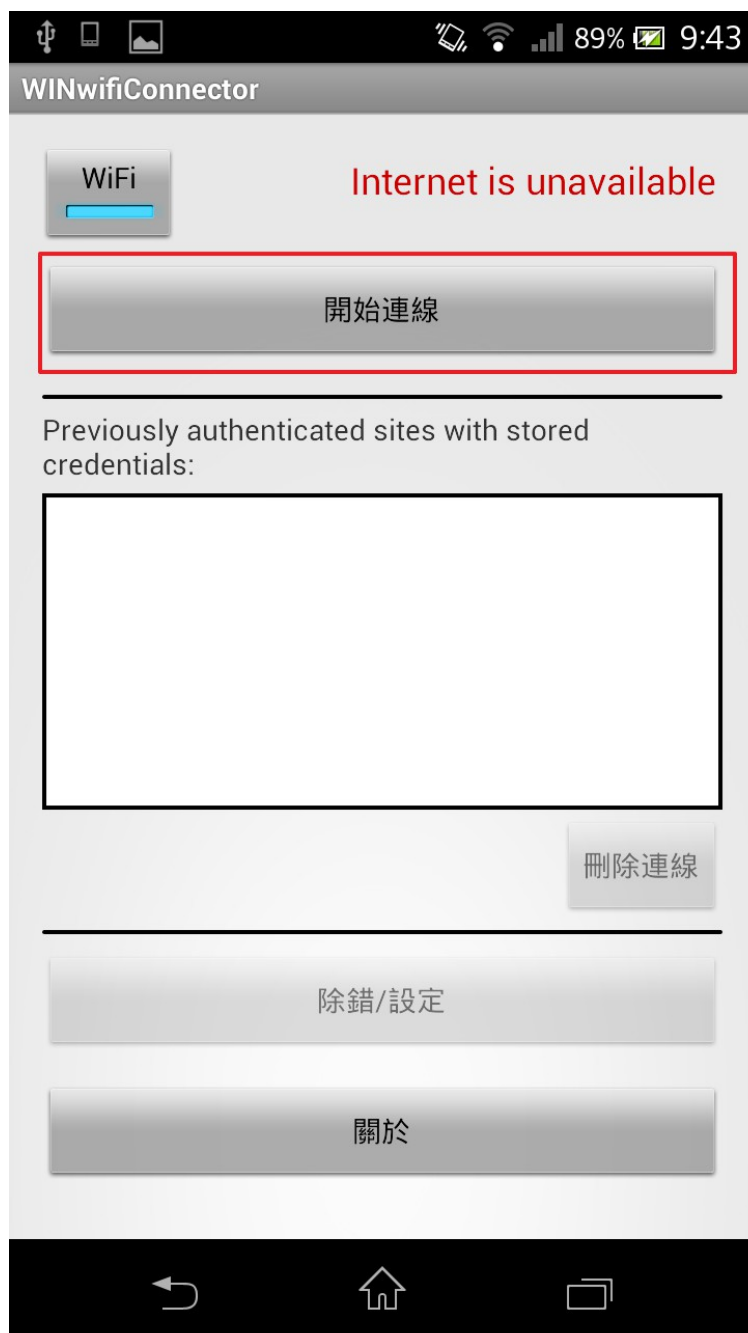 89% 9:43
WINwifiConnector
WiFi
Internet is unavailable
開始連線
Previously authenticated sites with stored
credentials:
刪除連線
除錯/設定
關於